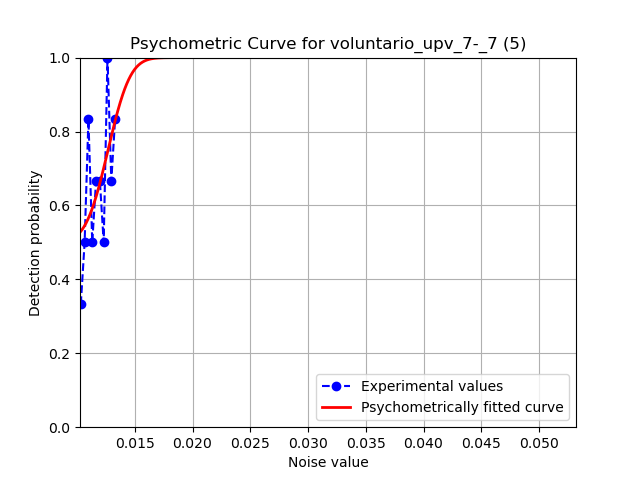 Psychometric Curve for voluntario_upv_7-_7 (5)
1.0
0.8
0.6
0.4
0.2
0.0
Detection probability
Experimental values
Psychometrically fitted curve
0.015 0.020 0.025 0.030 0.035 0.040 0.045 0.050
Noise value